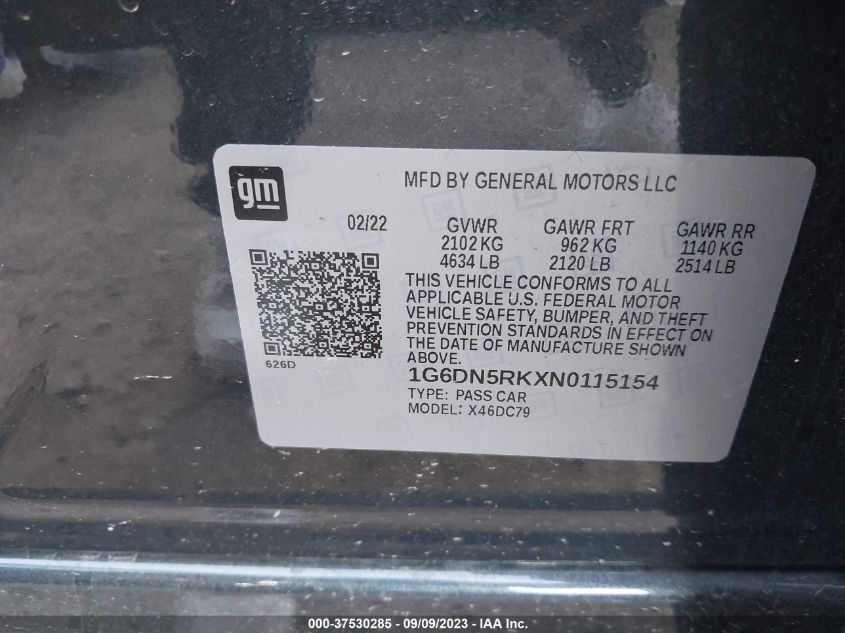 gm
MFD BY GENERAL MOTORS LLC
02/22 GVWR GAWR FRT GAWR RR
2102 KG 962 KG 1140 KG
4634 LB 2120 LB 2514 LB
THIS VEHICLE CONFORMS TO ALL
APPLICABLE U.S. FEDERAL MOTOR
VEHICLE SAFETY, BUMPER, AND THEFT
PREVENTION STANDARDS IN EFFECT ON
THE DATE OF MANUFACTURE SHOWN
ABOVE.
626D
1G6DN5RKXN0115154
TYPE: PASS CAR
MODEL: X46DC79
000-37530285 - 09/09/2023 - IAA Inc.